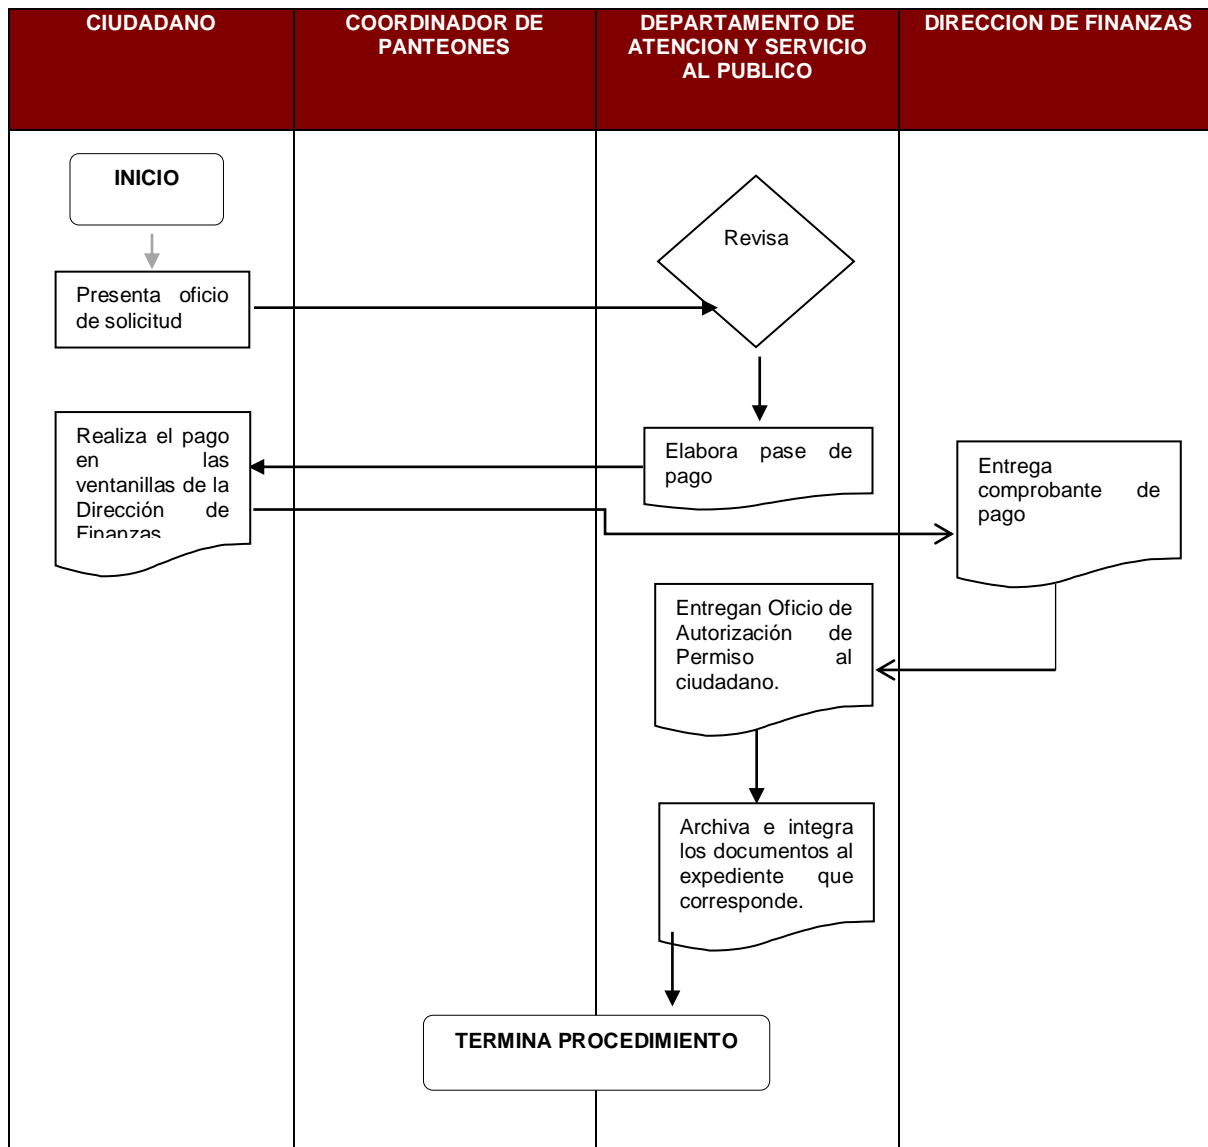 CIUDADANO
COORDINADOR DE
PANTEONES
DEPARTAMENTO DE
ATENCION Y SERVICIO
AL PUBLICO
DIRECCION DE FINANZAS
INICIO
Revisa
Presenta oficio
de solicitud
Realiza el pago
en las
ventanillas de la
Dirección de
Finanzas
Elabora pase de
pago
Entrega
comprobante de
pago
Entregan Oficio de
Autorización de
Permiso al
ciudadano.
Archiva e integra
los documentos al
expediente que
corresponde.
TERMINA PROCEDIMIENTO